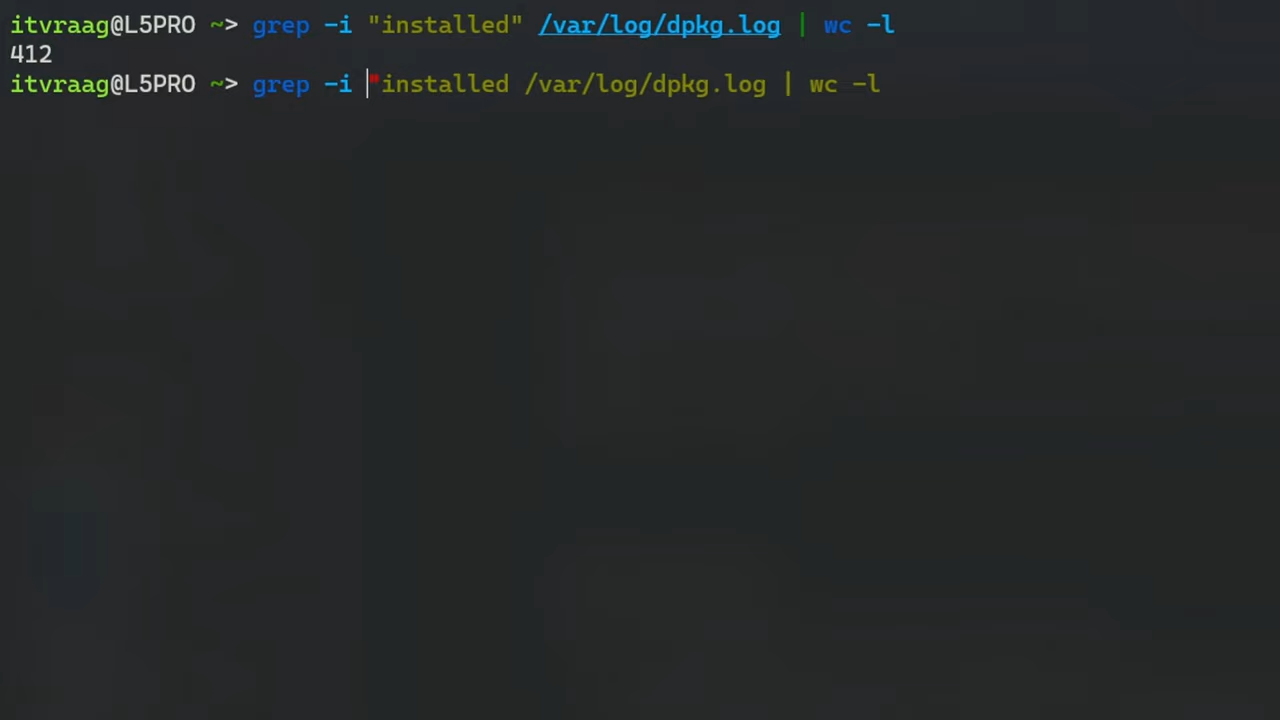 itvraag@L5PRO ~> grep -i "installed" /var/log/dpkg.log | wc -l
412
itvraag@L5PRO ~> grep -i "installed /var/log/dpkg.log | wc -l